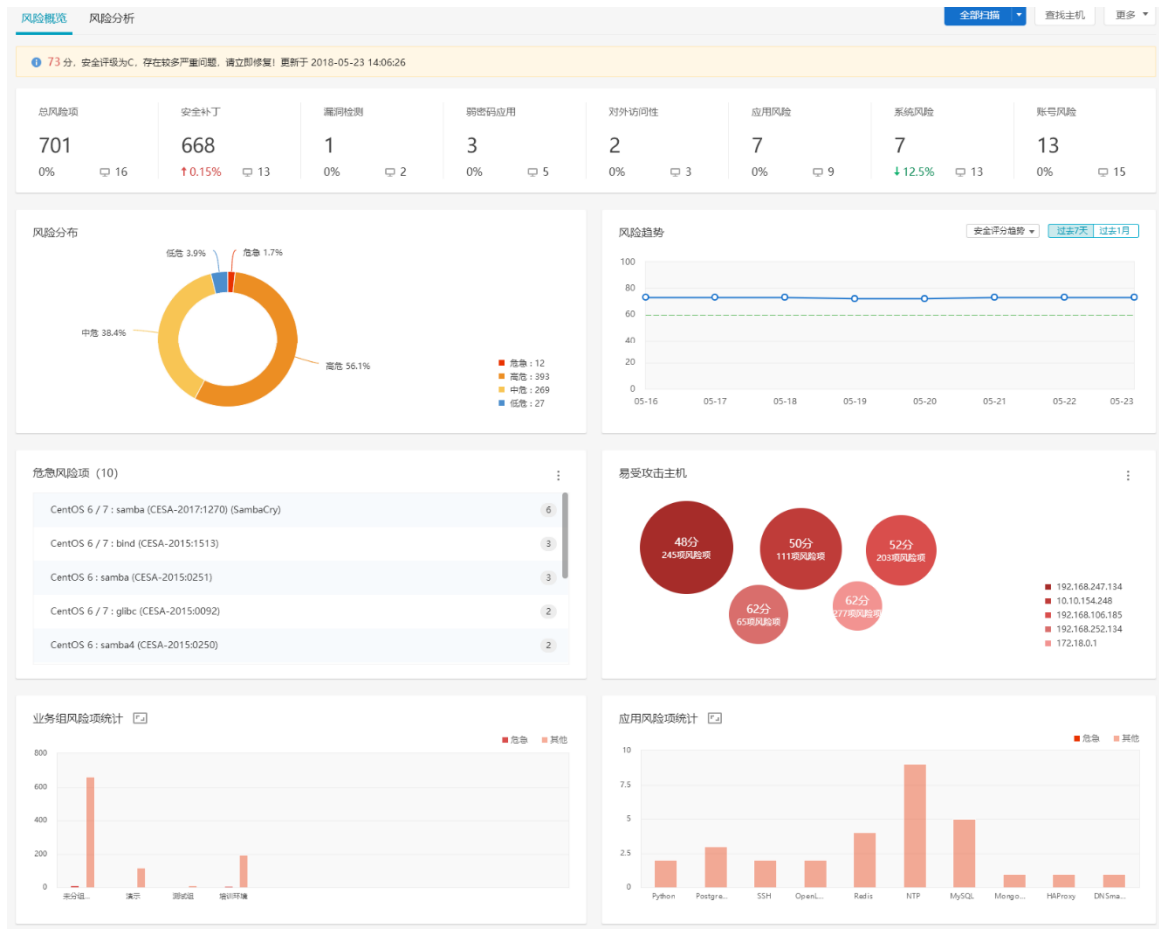 风险概览 风险分析 全部扫描 查找主机 更多
73 分，安全评级为C，存在较多严重问题，请立即修复！更新于 2018-05-23 14:06:26
总风险项 安全补丁 漏洞检测 弱密码应用 对外访问性 应用风险 系统风险 账号风险
701 668 1 3 2 7 7 13
0% 16 ↑0.15% 13 0% 2 0% 5 0% 3 0% 9 ↓12.5% 13 0% 15
风险分布
低危 3.9% 危急 1.7%
中危 38.4%
高危 56.1%
危急 : 12
高危 : 393
中危 : 269
低危 : 27
风险趋势 安全评分趋势 过去7天 过去1月
100
80
60
40
20
0
05-16 05-17 05-18 05-19 05-20 05-21 05-22 05-23
危急风险项 (10)
CentOS 6 / 7 : samba (CESA-2017:1270) (SambaCry) 6
CentOS 6 / 7 : bind (CESA-2015:1513) 3
CentOS 6 : samba (CESA-2015:0251) 3
CentOS 6 / 7 : glibc (CESA-2015:0092) 2
CentOS 6 : samba4 (CESA-2015:0250) 2
易受攻击主机
48分
245项风险项
50分
111项风险项
52分
203项风险项
62分
65项风险项
62分
277项风险项
192.168.247.134
10.10.154.248
192.168.106.185
192.168.252.134
172.18.0.1
业务组风险项统计
危急 其他
800
600
400
200
0
未分组... 演示 测试组 培训环境
应用风险项统计
危急 其他
10
7.5
5
2.5
0
Python Postgre... SSH OpenL... Redis NTP MySQL Mongo... HAProxy DNSma...